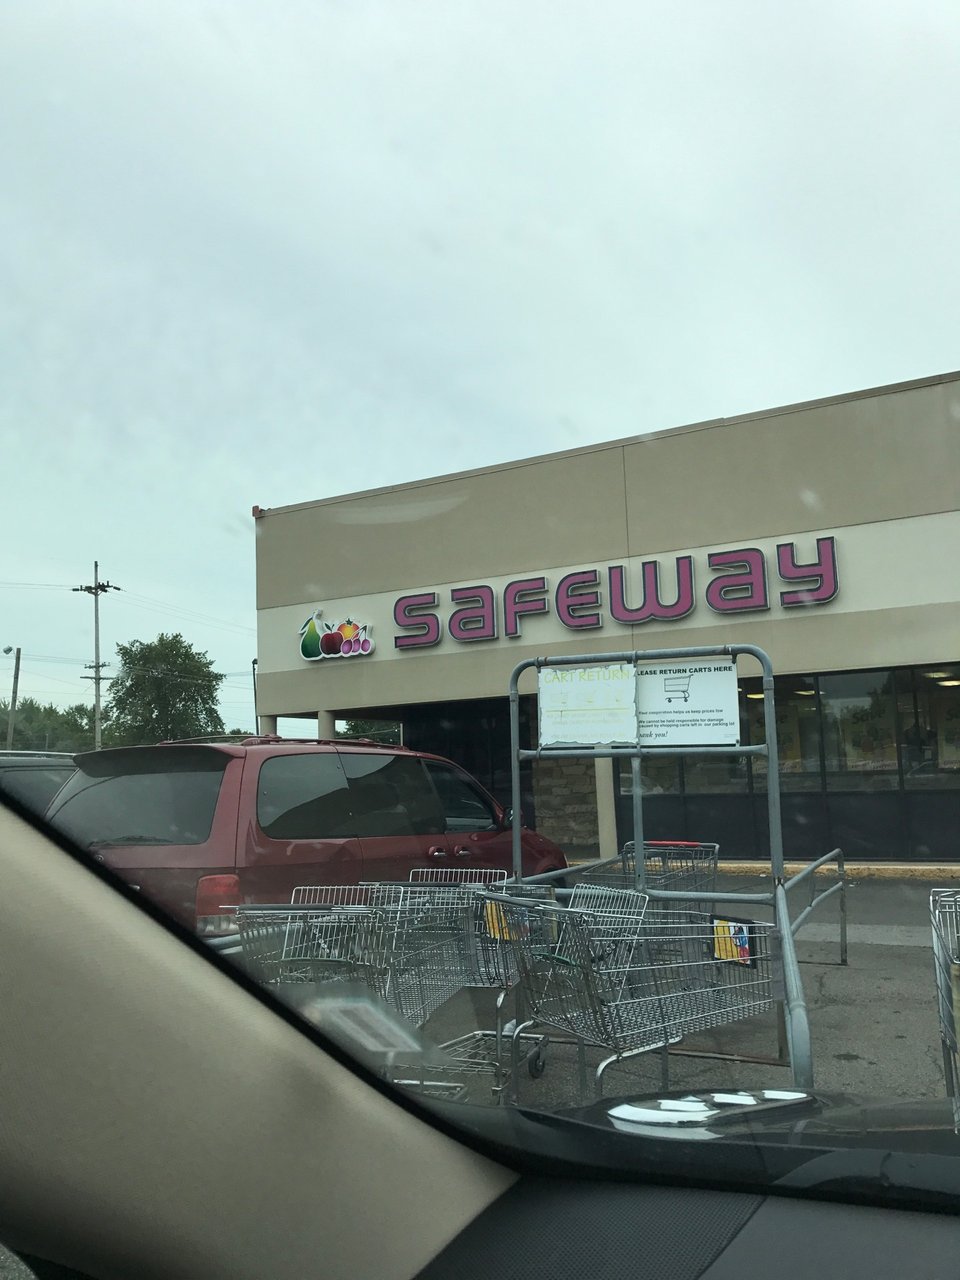 SAFEWAY
CART RETURN
LEASE RETURN CARTS HERE
Your cooperation helps us keep prices low
We cannot be held responsible for damage
caused by shopping carts left in our parking lot
hank you!